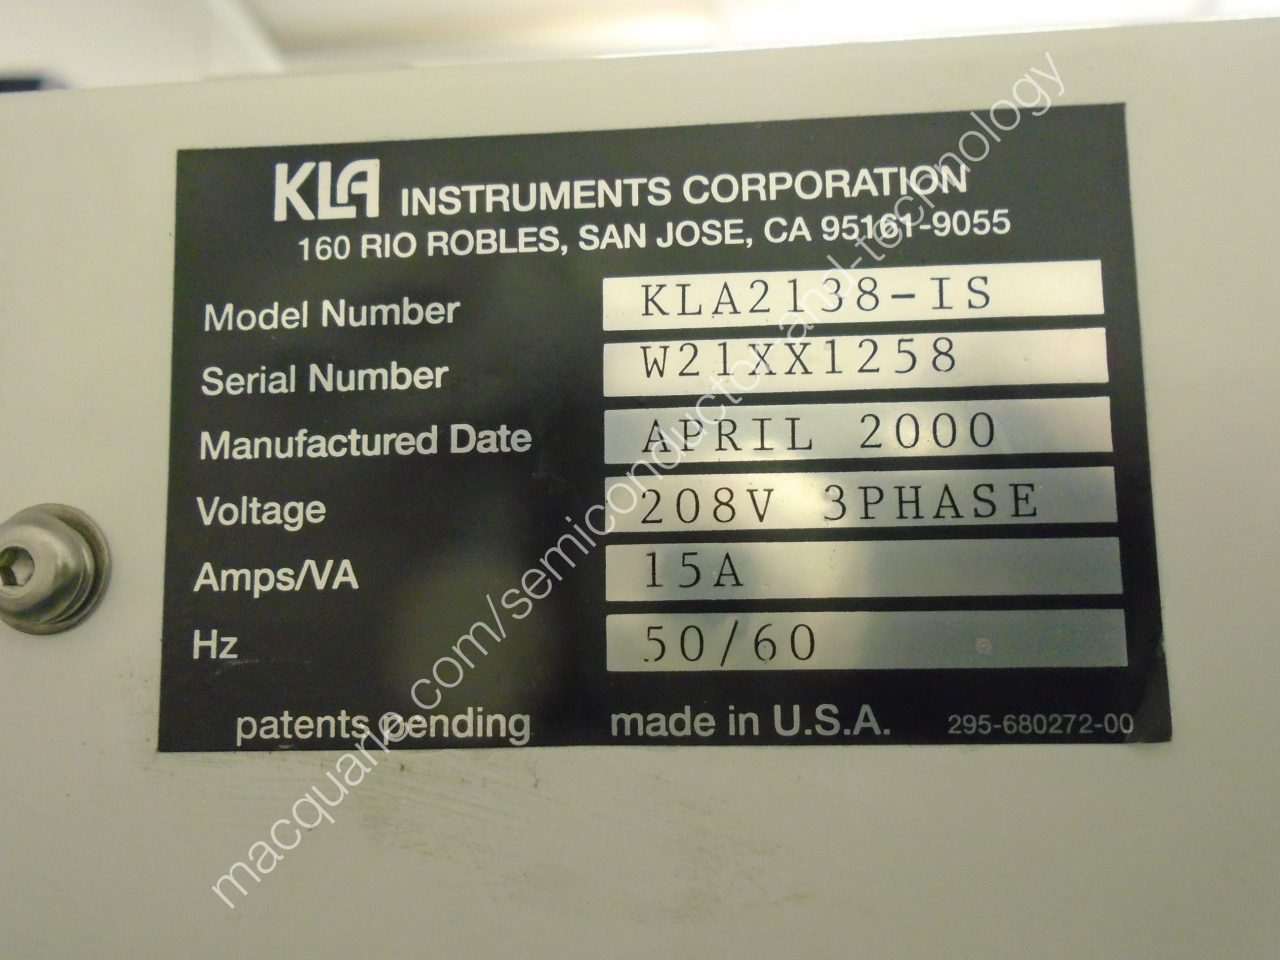 KLA INSTRUMENTS CORPORATION
160 RIO ROBLES, SAN JOSE, CA 95161-9055
Model Number KLA2138-IS
Serial Number W21XX1258
Manufactured Date APRIL 2000
Voltage 208V 3PHASE
Amps/VA 15A
Hz 50/60
patents pending made in U.S.A. 295-680272-00
macquarie.com/semiconductor-and-technology